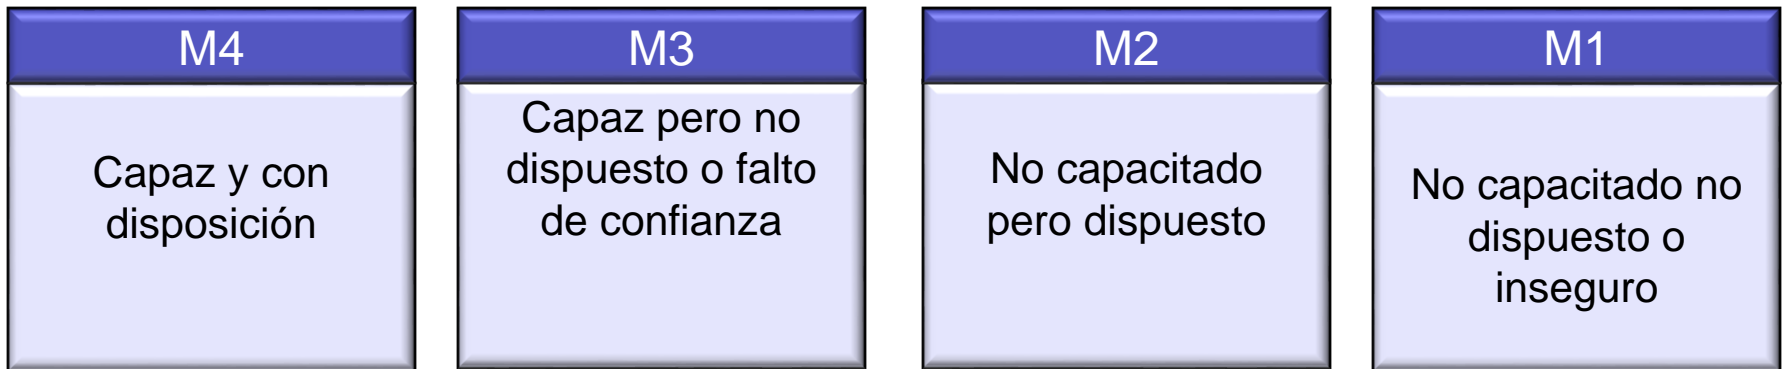 M4
Capaz y con
disposición
M3
Capaz pero no
dispuesto o falto
de confianza
M2
No capacitado
pero dispuesto
M1
No capacitado no
dispuesto o
inseguro